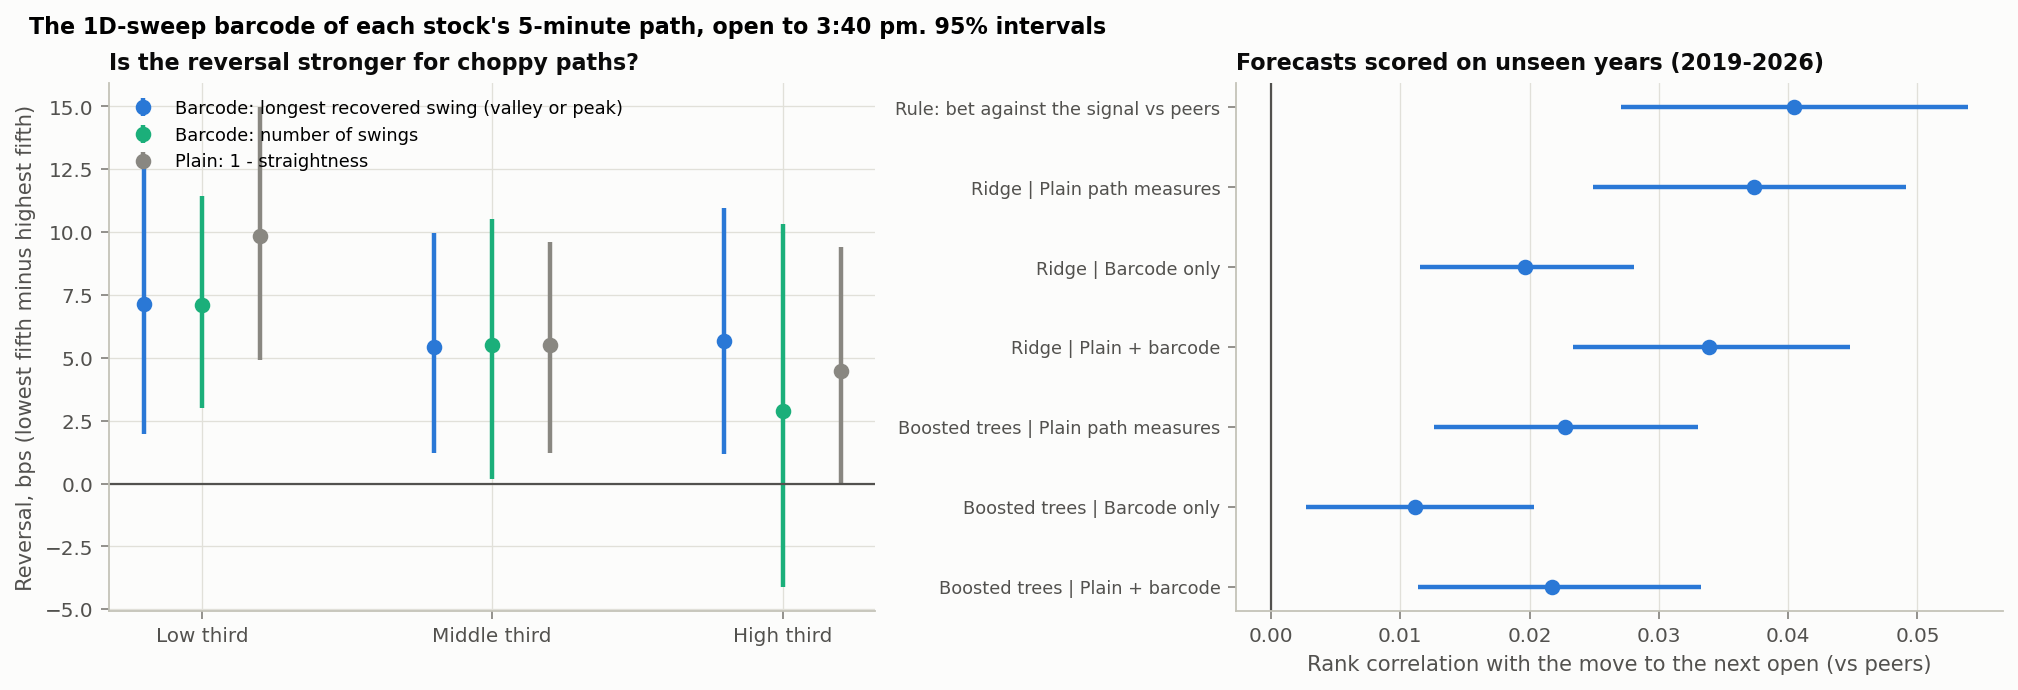 The 1D-sweep barcode of each stock's 5-minute path, open to 3:40 pm. 95% intervals
Is the reversal stronger for choppy paths?
Reversal, bps (lowest fifth minus highest fifth)
15.0
12.5
10.0
7.5
5.0
2.5
0.0
−2.5
−5.0
Barcode: longest recovered swing (valley or peak)
Barcode: number of swings
Plain: 1 - straightness
Low third
Middle third
High third
Forecasts scored on unseen years (2019-2026)
Rule: bet against the signal vs peers
Ridge | Plain path measures
Ridge | Barcode only
Ridge | Plain + barcode
Boosted trees | Plain path measures
Boosted trees | Barcode only
Boosted trees | Plain + barcode
0.00
0.01
0.02
0.03
0.04
0.05
Rank correlation with the move to the next open (vs peers)